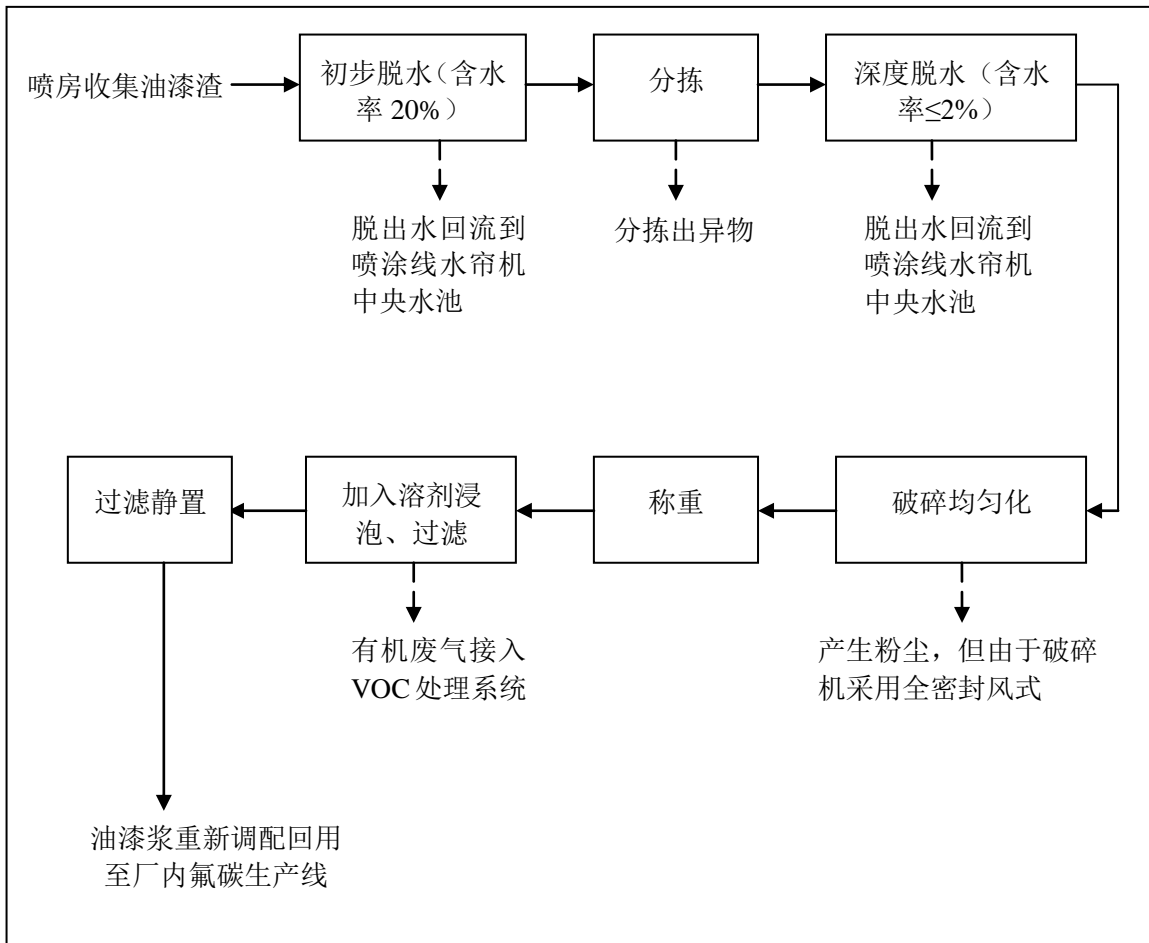 喷房收集油漆渣
初步脱水（含水
率 20%）
分拣
深度脱水（含水
率≤2%）
脱出水回流到
喷涂线水帘机
中央水池
分拣出异物
脱出水回流到
喷涂线水帘机
中央水池
过滤静置
加入溶剂浸
泡、过滤
称重
破碎均匀化
有机废气接入
VOC 处理系统
产生粉尘，但由于破碎
机采用全密封风式
油漆浆重新调配回用
至厂内氟碳生产线